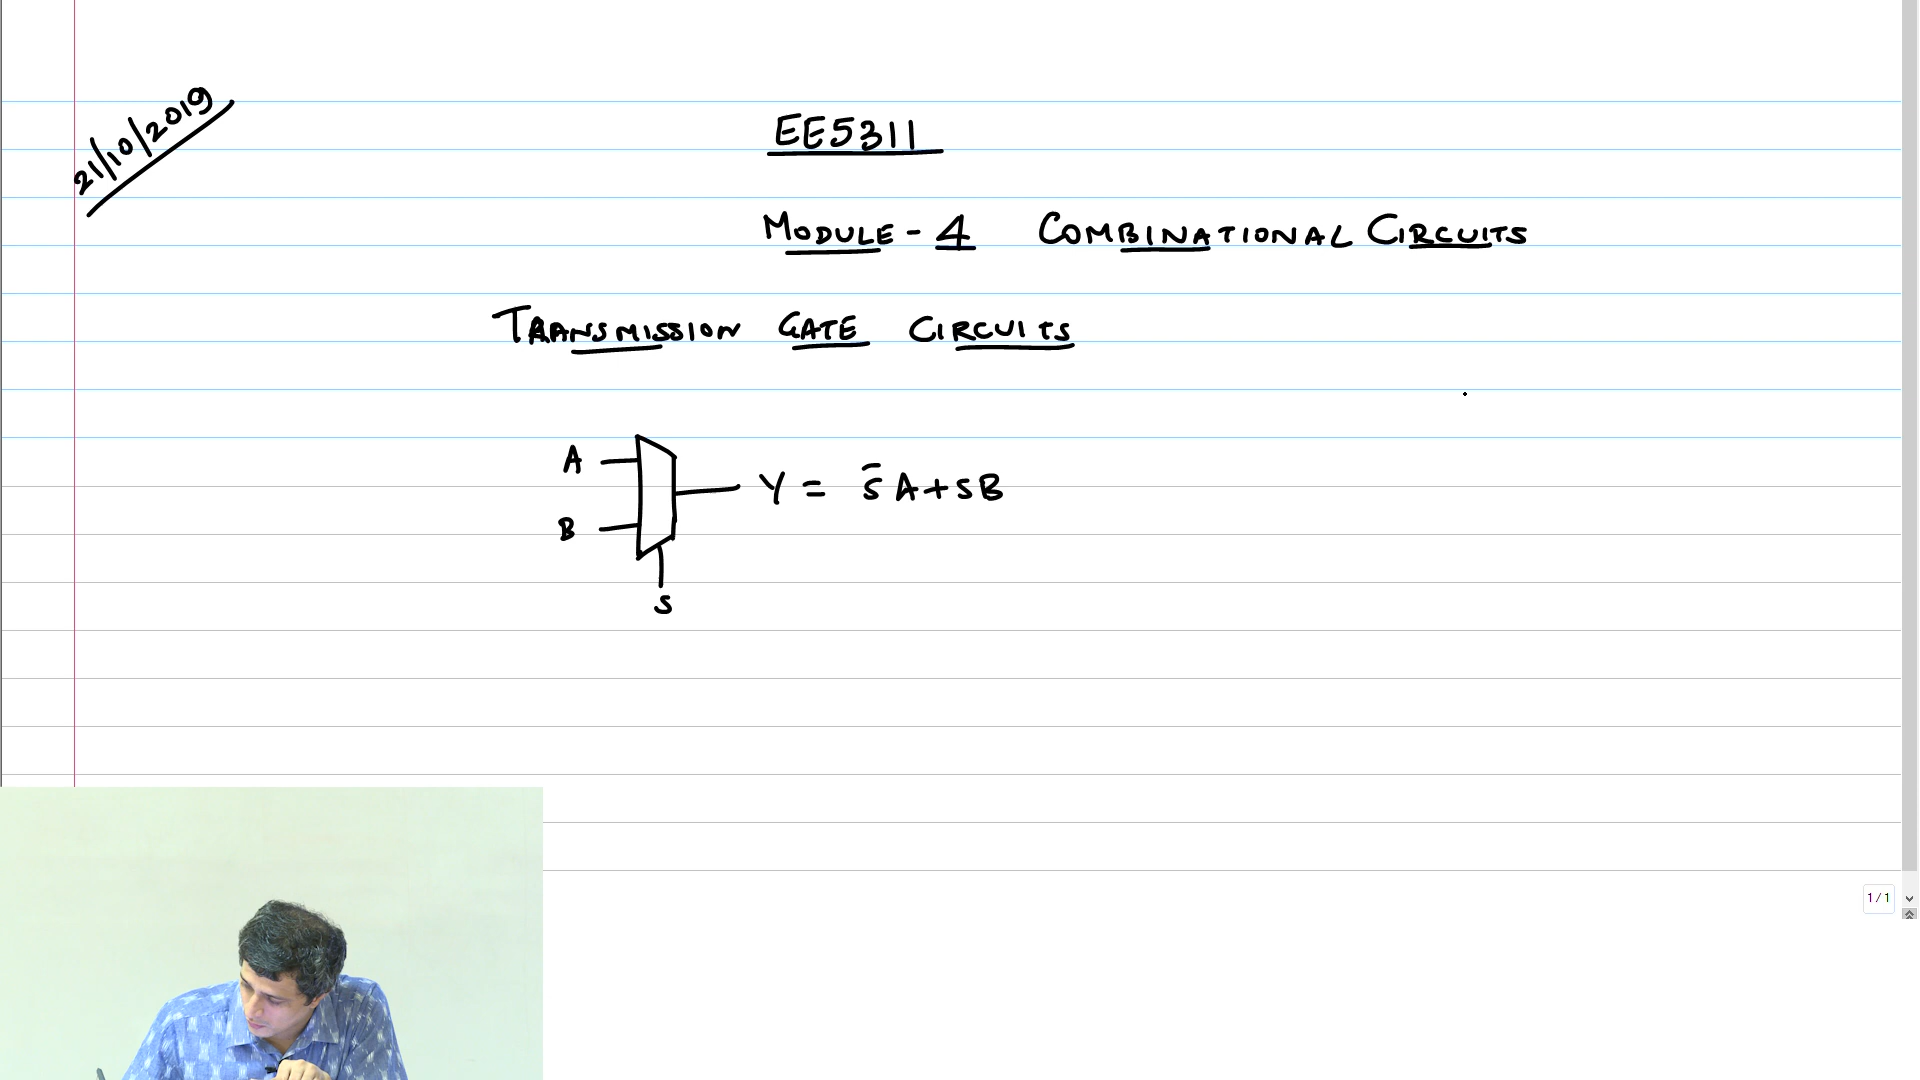 21/10/2019
EE5311
MODULE - 4 COMBINATIONAL CIRCUITS
TRANSMISSION GATE CIRCUITS
A
B
Y = s̄A+sB
s
1/1